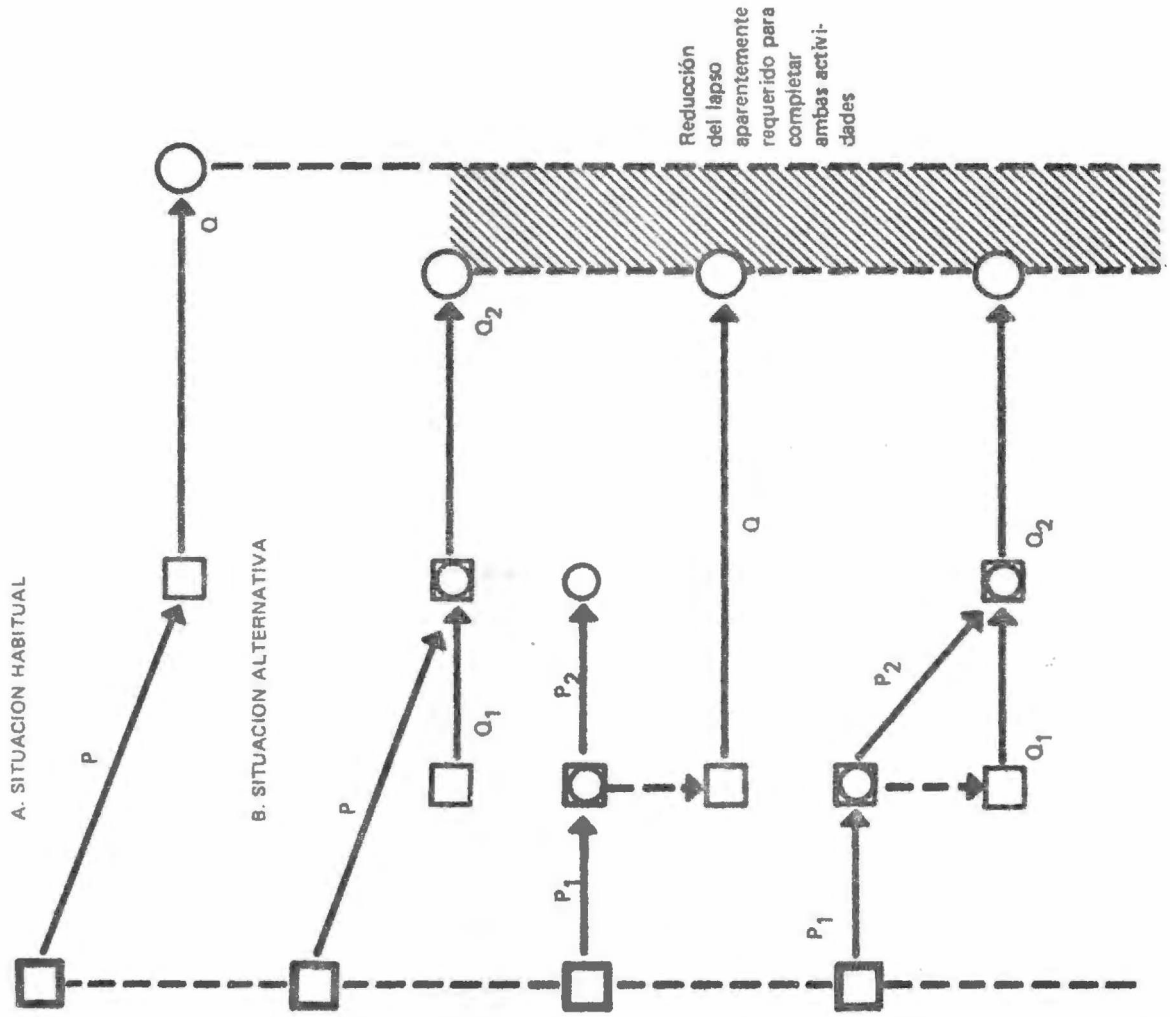 A. SITUACION HABITUAL
P
Q
B. SITUACION ALTERNATIVA
P
Q1
Q2
P1
P2
Q
Reducción
del lapso
aparentemente
requerido para
completar
ambas activi-
dades
P1
P2
Q1
Q2